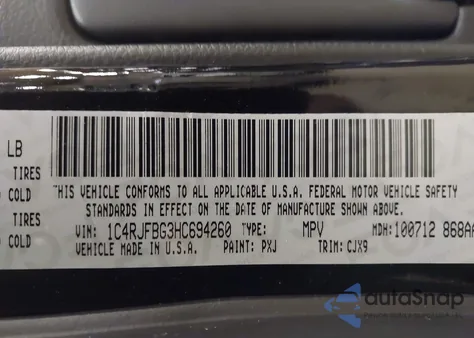 LB
TIRES
COLD
TIRES
COLD
THIS VEHICLE CONFORMS TO ALL APPLICABLE U.S.A. FEDERAL MOTOR VEHICLE SAFETY
STANDARDS IN EFFECT ON THE DATE OF MANUFACTURE SHOWN ABOVE.
VIN: 1C4RJFBG3HC694260 TYPE: MPV MDH: 100712 868AA
VEHICLE MADE IN U.S.A. PAINT: PXJ TRIM: CJX9
autoSnap